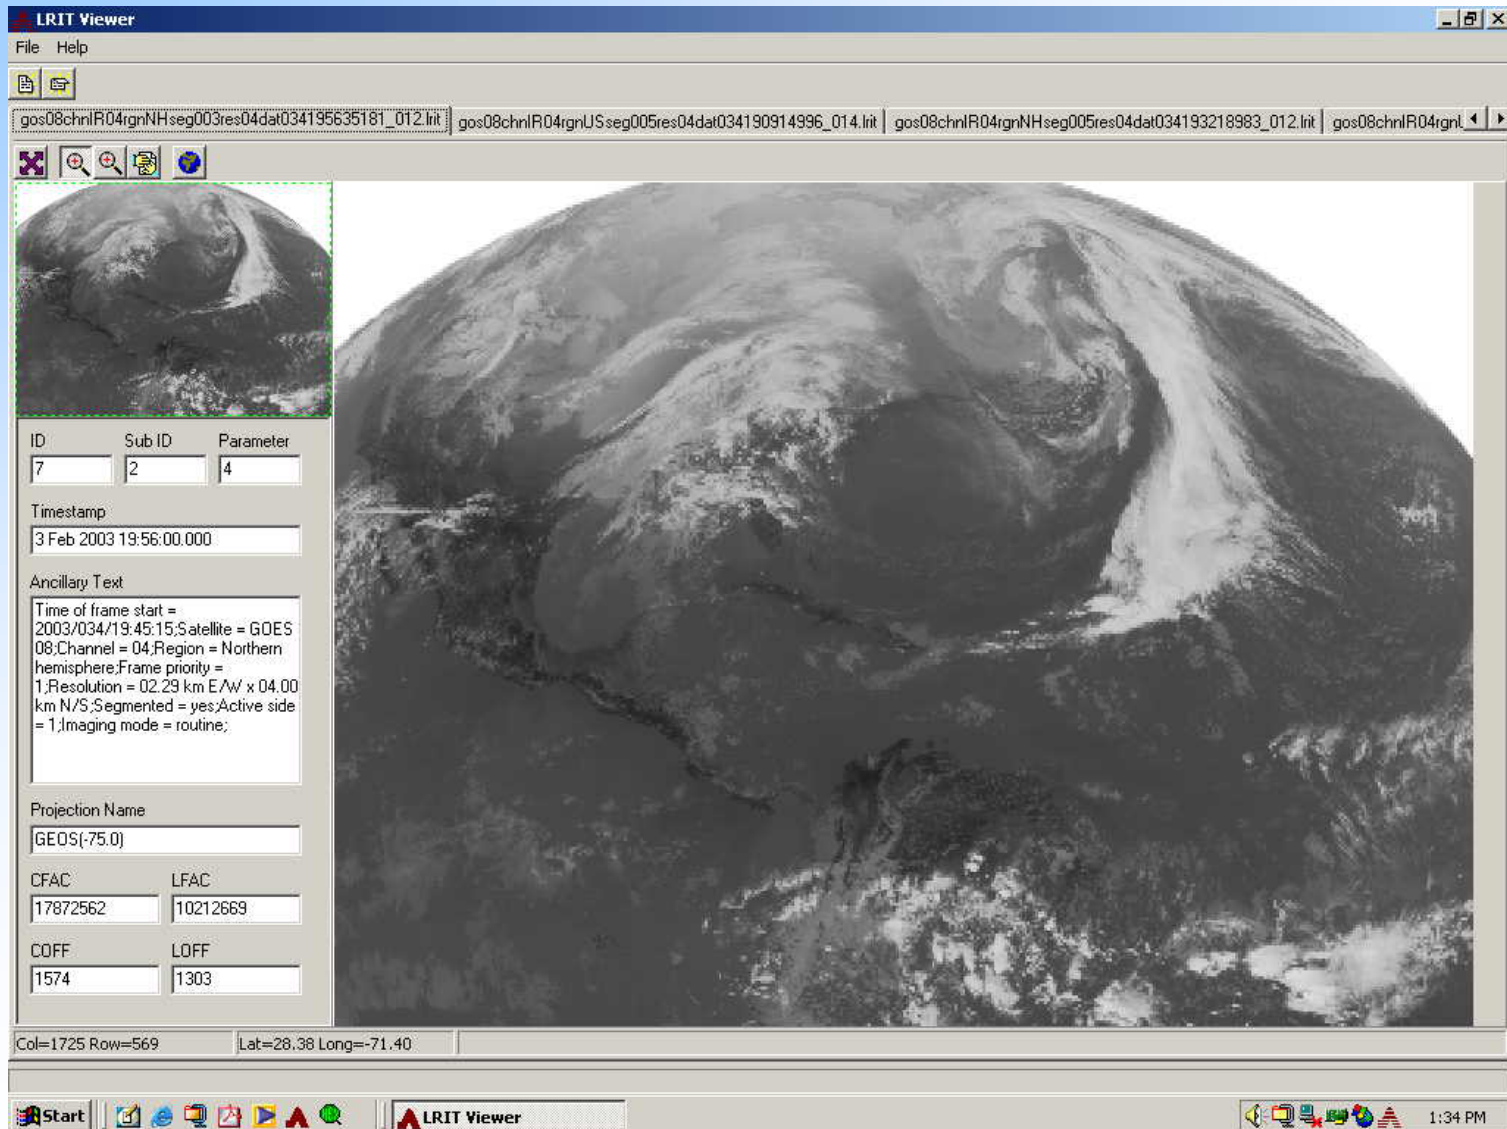 LRIT Viewer
File Help
gos08chnIR04rgnNHseg003res04dat034195635181_012.lrit
gos08chnIR04rgnUSseg005res04dat034190914996_014.lrit
gos08chnIR04rgnNHseg005res04dat034193218983_012.lrit
ID Sub ID Parameter
7 2 4
Timestamp
3 Feb 2003 19:56:00.000
Ancillary Text
Time of frame start =
2003/034/19:45:15;Satellite = GOES
08;Channel = 04;Region = Northern
hemisphere;Frame priority =
1;Resolution = 02.29 km E/W x 04.00
km N/S;Segmented = yes;Active side
= 1;Imaging mode = routine;
Projection Name
GEOS(-75.0)
CFAC LFAC
17872562 10212669
COFF LOFF
1574 1303
Col=1725 Row=569 Lat=28.38 Long=-71.40
Start LRIT Viewer 1:34 PM